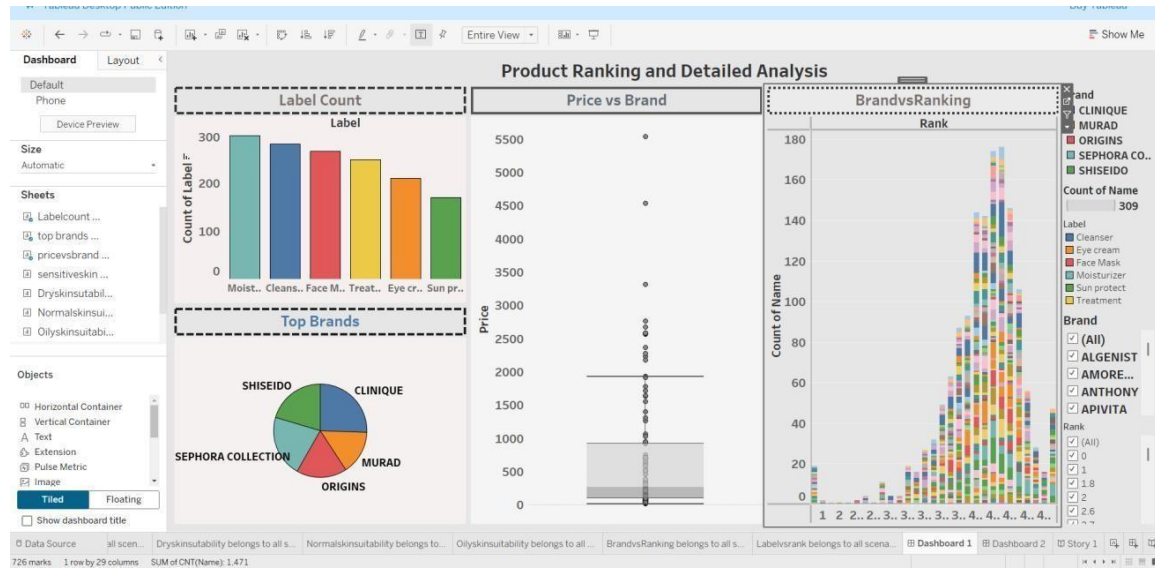 Tableau Desktop Public Edition
Buy Tableau
Entire View
Show Me
Dashboard
Layout
Default
Phone
Device Preview
Size
Automatic
Sheets
Labelcount ...
top brands ...
pricevsbrand ...
sensitiveskin ...
Dryskinsutabil...
Normalskinsui...
Oilyskinsuitabi...
Objects
Horizontal Container
Vertical Container
Text
Extension
Pulse Metric
Image
Tiled
Floating
Show dashboard title
Product Ranking and Detailed Analysis
Label Count
Label
Count of Label
300
200
100
0
Moist..
Cleans..
Face M..
Treat..
Eye cr..
Sun pr..
Top Brands
SHISEIDO
CLINIQUE
SEPHORA COLLECTION
MURAD
ORIGINS
Price vs Brand
Price
5500
5000
4500
4000
3500
3000
2500
2000
1500
1000
500
0
BrandvsRanking
Rank
Count of Name
180
160
140
120
100
80
60
40
20
0
1 2 2.. 2.. 3.. 3.. 3.. 3.. 3.. 4.. 4.. 4.. 4..
CLINIQUE
MURAD
ORIGINS
SEPHORA CO..
SHISEIDO
Count of Name
309
Label
Cleanser
Eye cream
Face Mask
Moisturizer
Sun protect
Treatment
Brand
(All)
ALGENIST
AMORE...
ANTHONY
APIVITA
Rank
(All)
0
1
1.8
2
2.6
Data Source
all scen...
Dryskinsutability belongs to all s...
Normalskinsuitability belongs to...
Oilyskinsuitability belongs to all ...
BrandvsRanking belongs to all s...
Labelvsrank belongs to all scena...
Dashboard 1
Dashboard 2
Story 1
726 marks
1 row by 29 columns
SUM of CNT(Name): 1,471